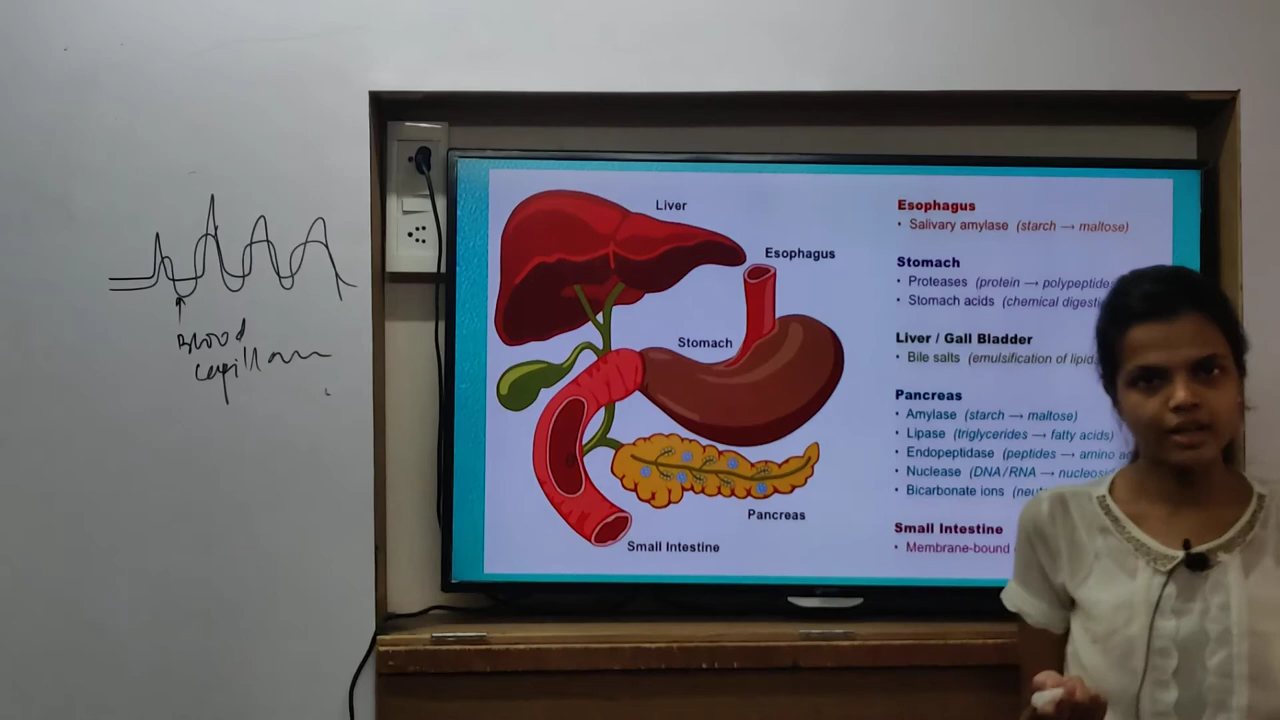 Blood
capillary
Liver
Esophagus
Stomach
Pancreas
Small Intestine
Esophagus
• Salivary amylase (starch → maltose)
Stomach
• Proteases (protein → polypeptide
• Stomach acids (chemical digesti
Liver / Gall Bladder
• Bile salts (emulsification of lipid
Pancreas
• Amylase (starch → maltose)
• Lipase (triglycerides → fatty acids)
• Endopeptidase (peptides → amino ac
• Nuclease (DNA/RNA → nucleosid
• Bicarbonate ions (neu
Small Intestine
• Membrane-bound